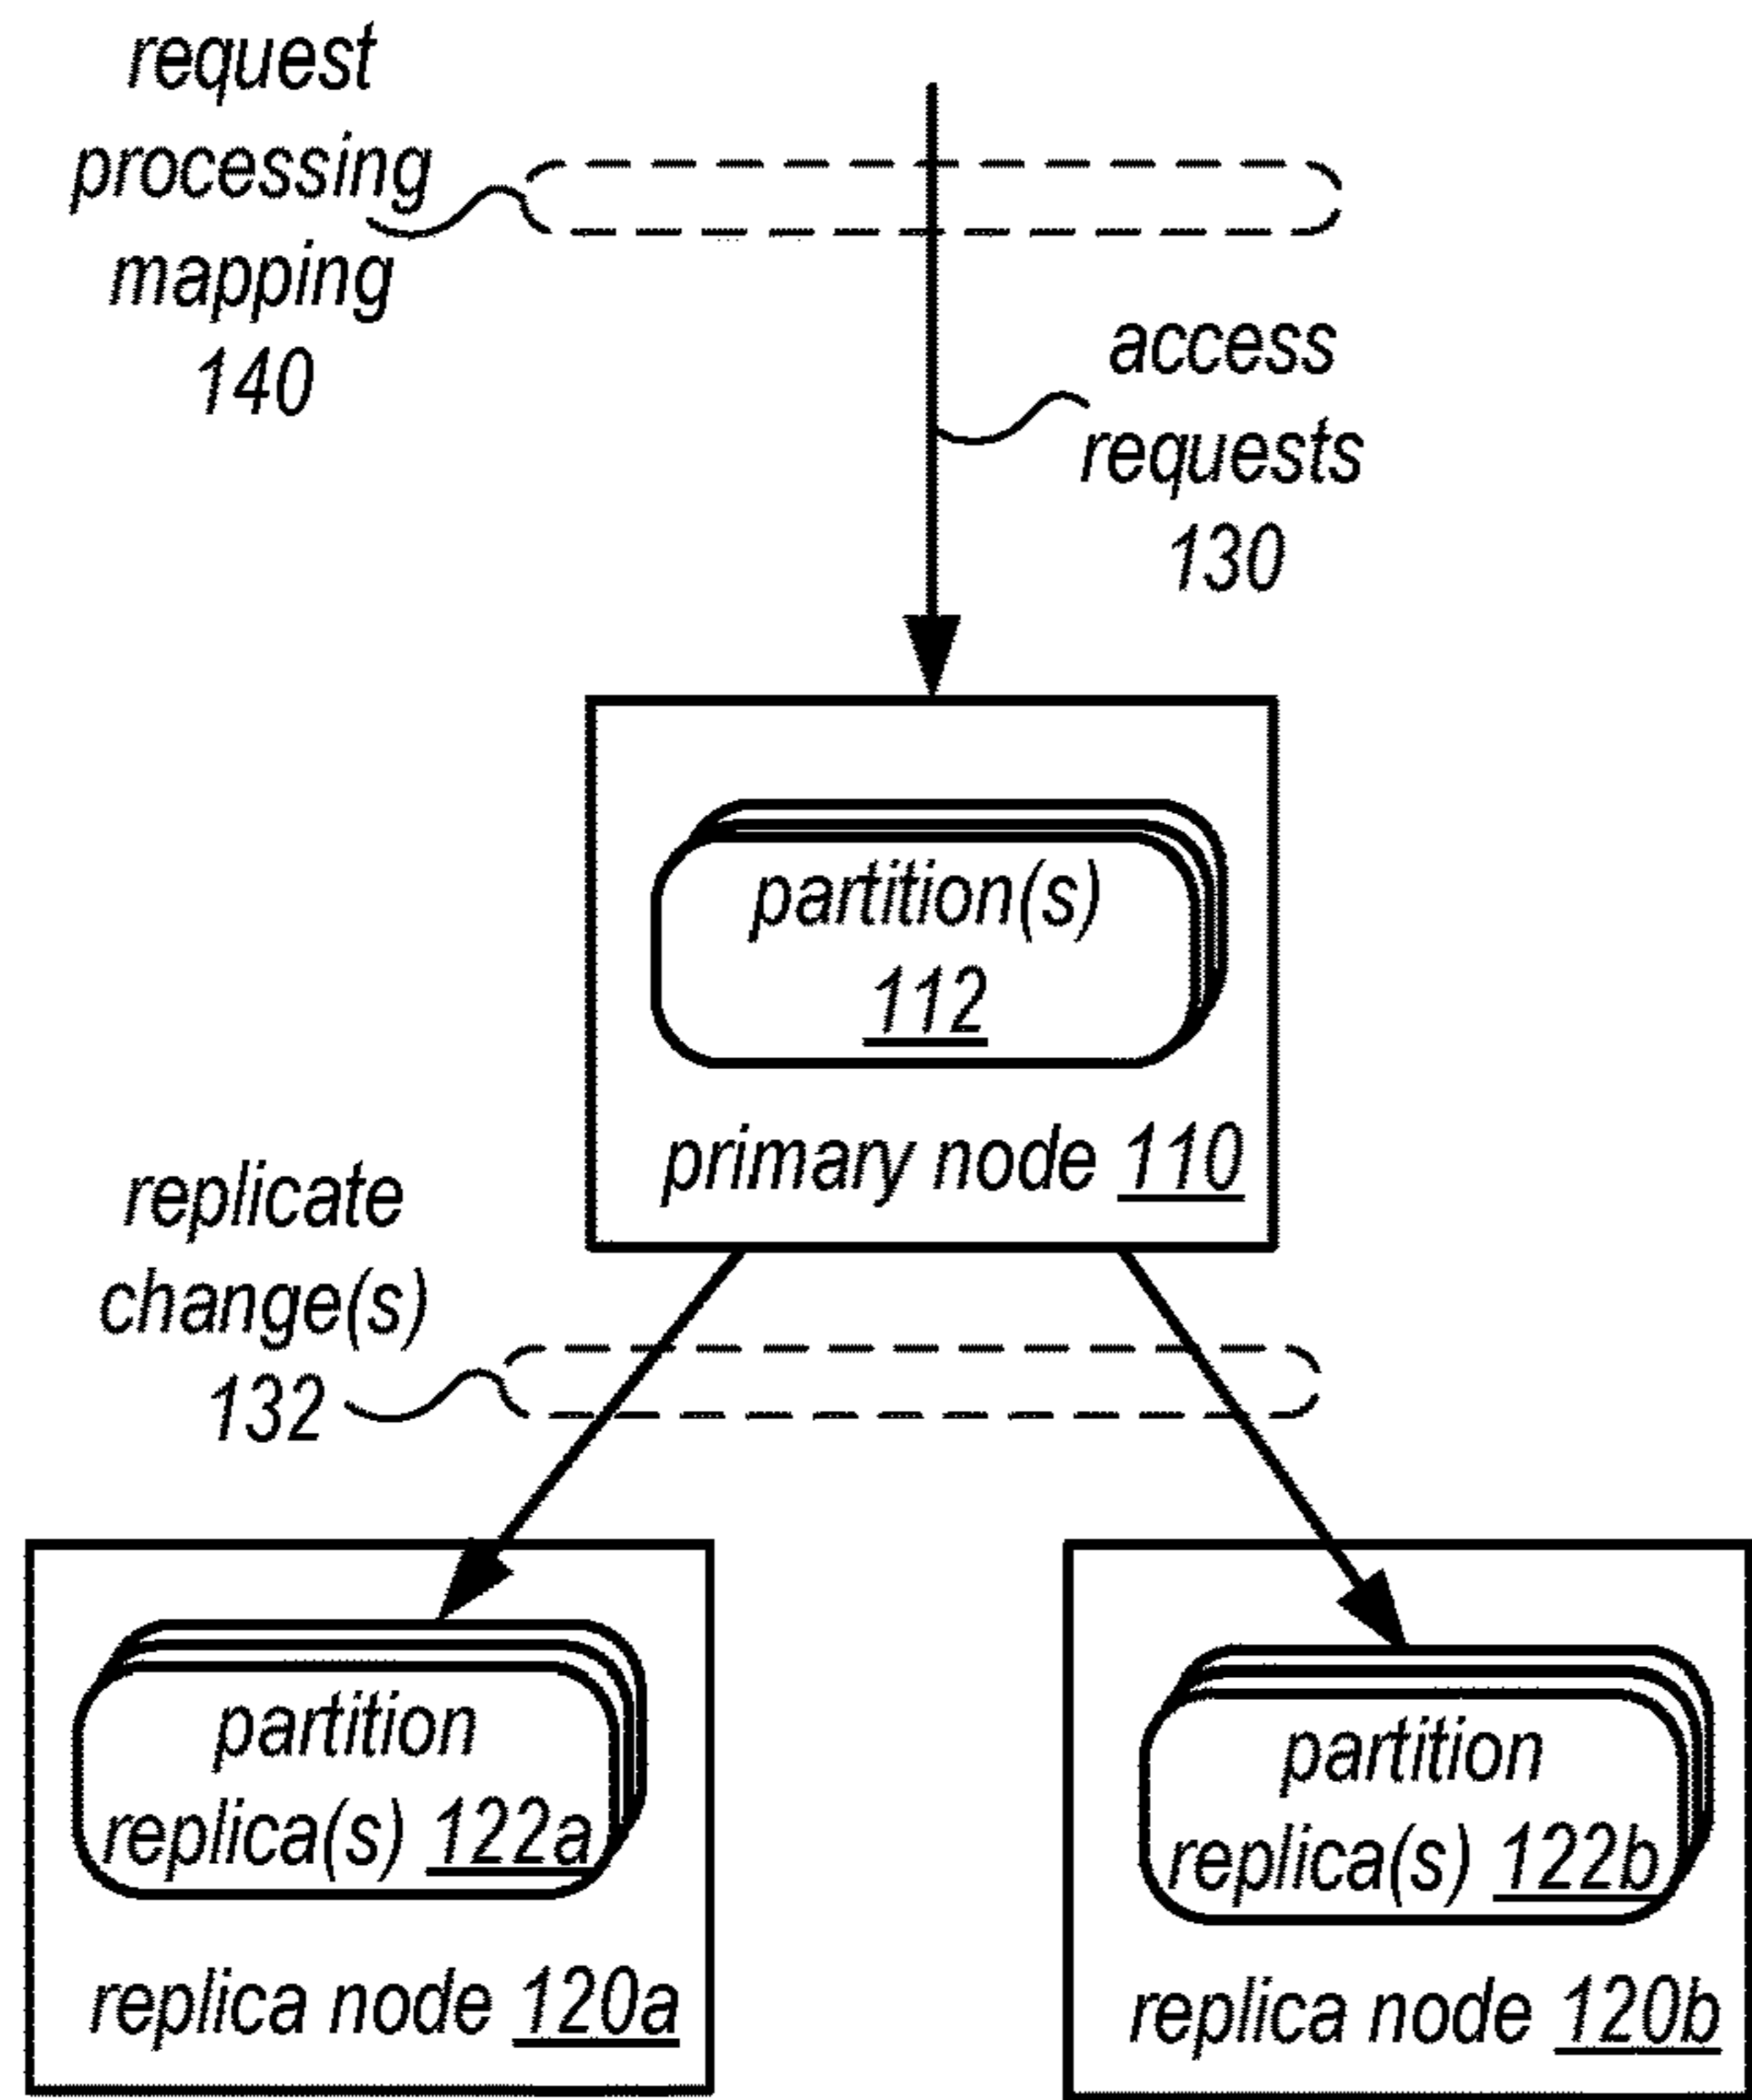 request
processing
mapping
140
access
requests
130
partition(s)
112
primary node 110
replicate
change(s)
132
partition
replica(s) 122a
replica node 120a
partition
replica(s) 122b
replica node 120b